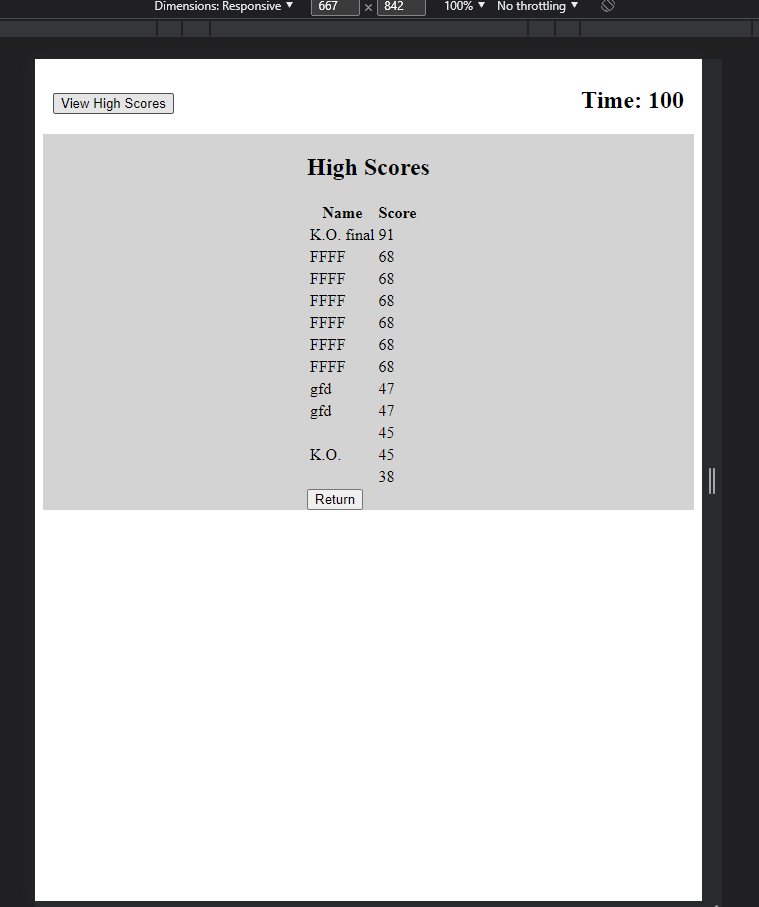 Dimensions: Responsive ▼ 667 × 842 100% ▼ No throttling ▼
View High Scores Time: 100
High Scores
Name Score
K.O. final 91
FFFF 68
FFFF 68
FFFF 68
FFFF 68
FFFF 68
FFFF 68
gfd 47
gfd 47
45
K.O. 45
38
Return